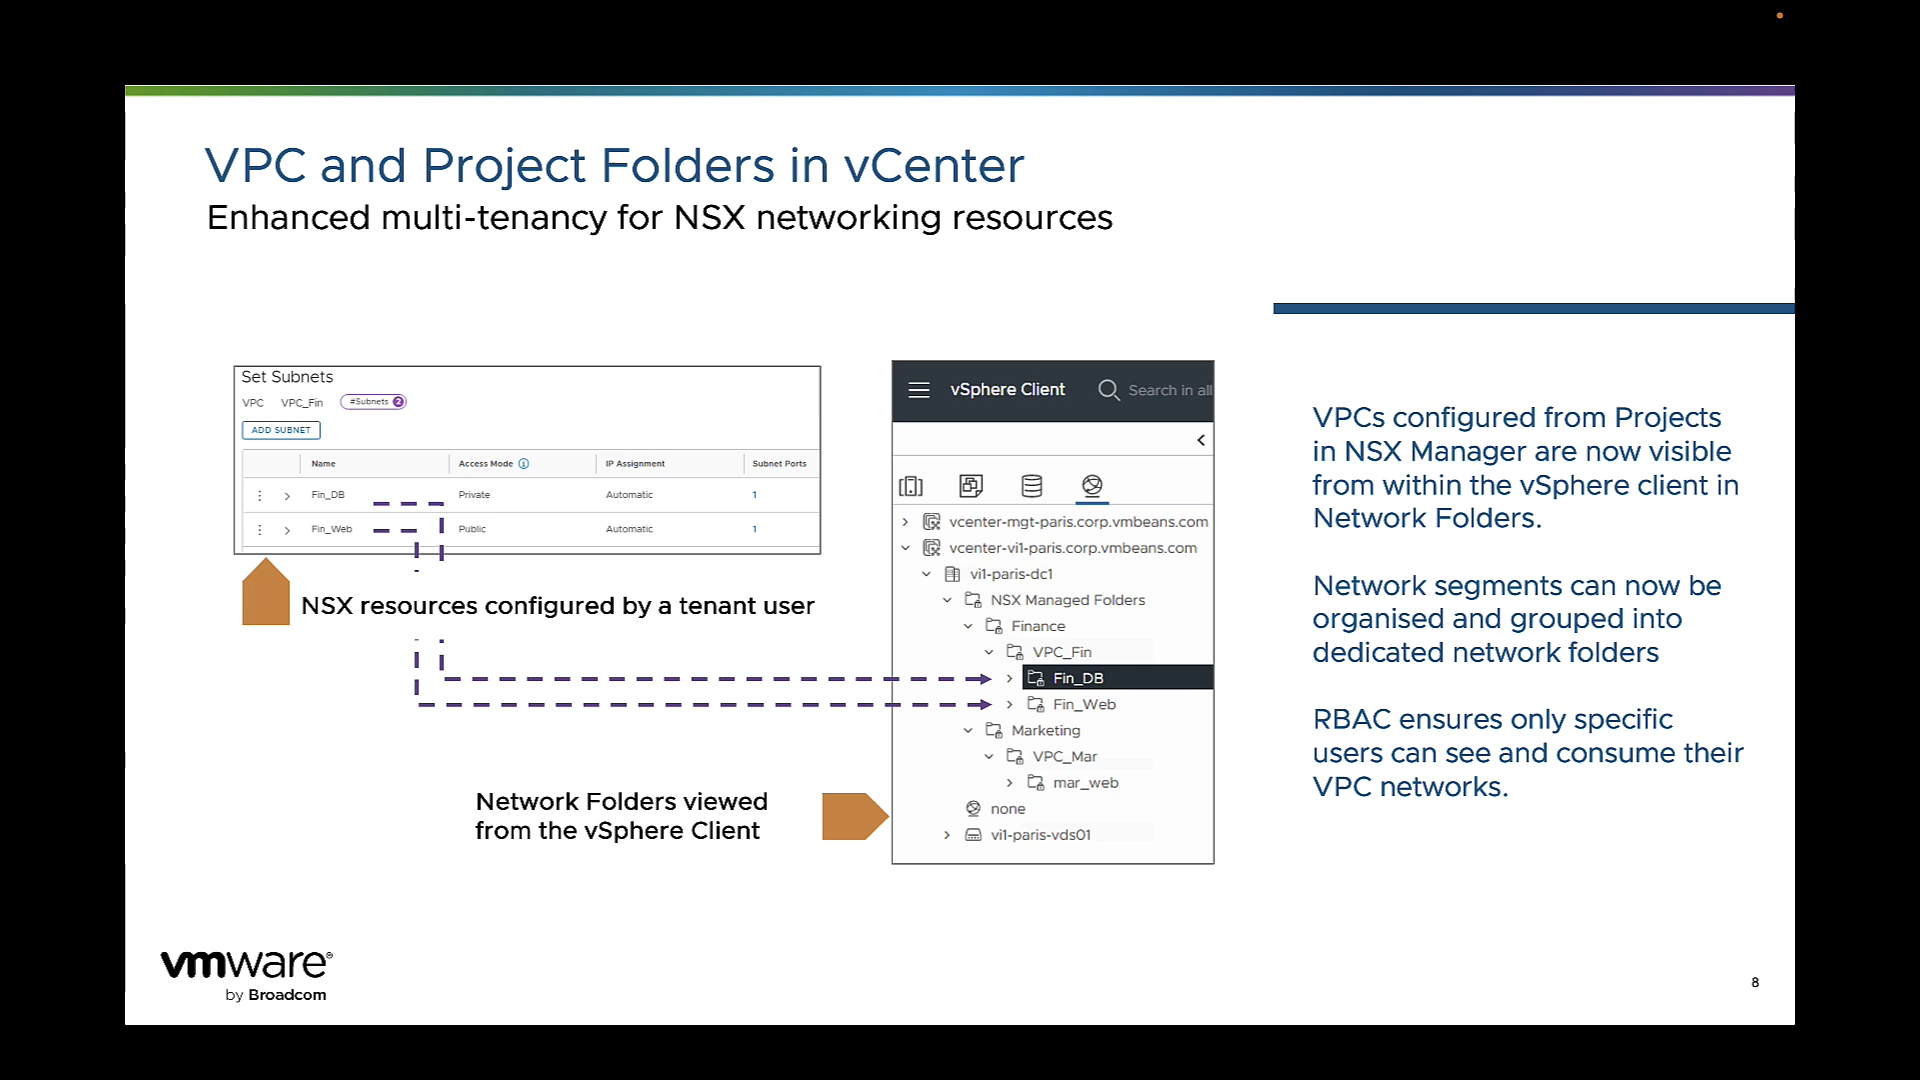 VPC and Project Folders in vCenter
Enhanced multi-tenancy for NSX networking resources
Set Subnets
VPC VPC_Fin #Subnets 2
ADD SUBNET
Name Access Mode IP Assignment Subnet Ports
Fin_DB Private Automatic 1
Fin_Web Public Automatic 1
NSX resources configured by a tenant user
Network Folders viewed
from the vSphere Client
vSphere Client Search in all
vcenter-mgt-paris.corp.vmbeans.com
vcenter-vi1-paris.corp.vmbeans.com
vi1-paris-dc1
NSX Managed Folders
Finance
VPC_Fin
Fin_DB
Fin_Web
Marketing
VPC_Mar
mar_web
none
vi1-paris-vds01
VPCs configured from Projects
in NSX Manager are now visible
from within the vSphere client in
Network Folders.
Network segments can now be
organised and grouped into
dedicated network folders
RBAC ensures only specific
users can see and consume their
VPC networks.
vmware®
by Broadcom
8